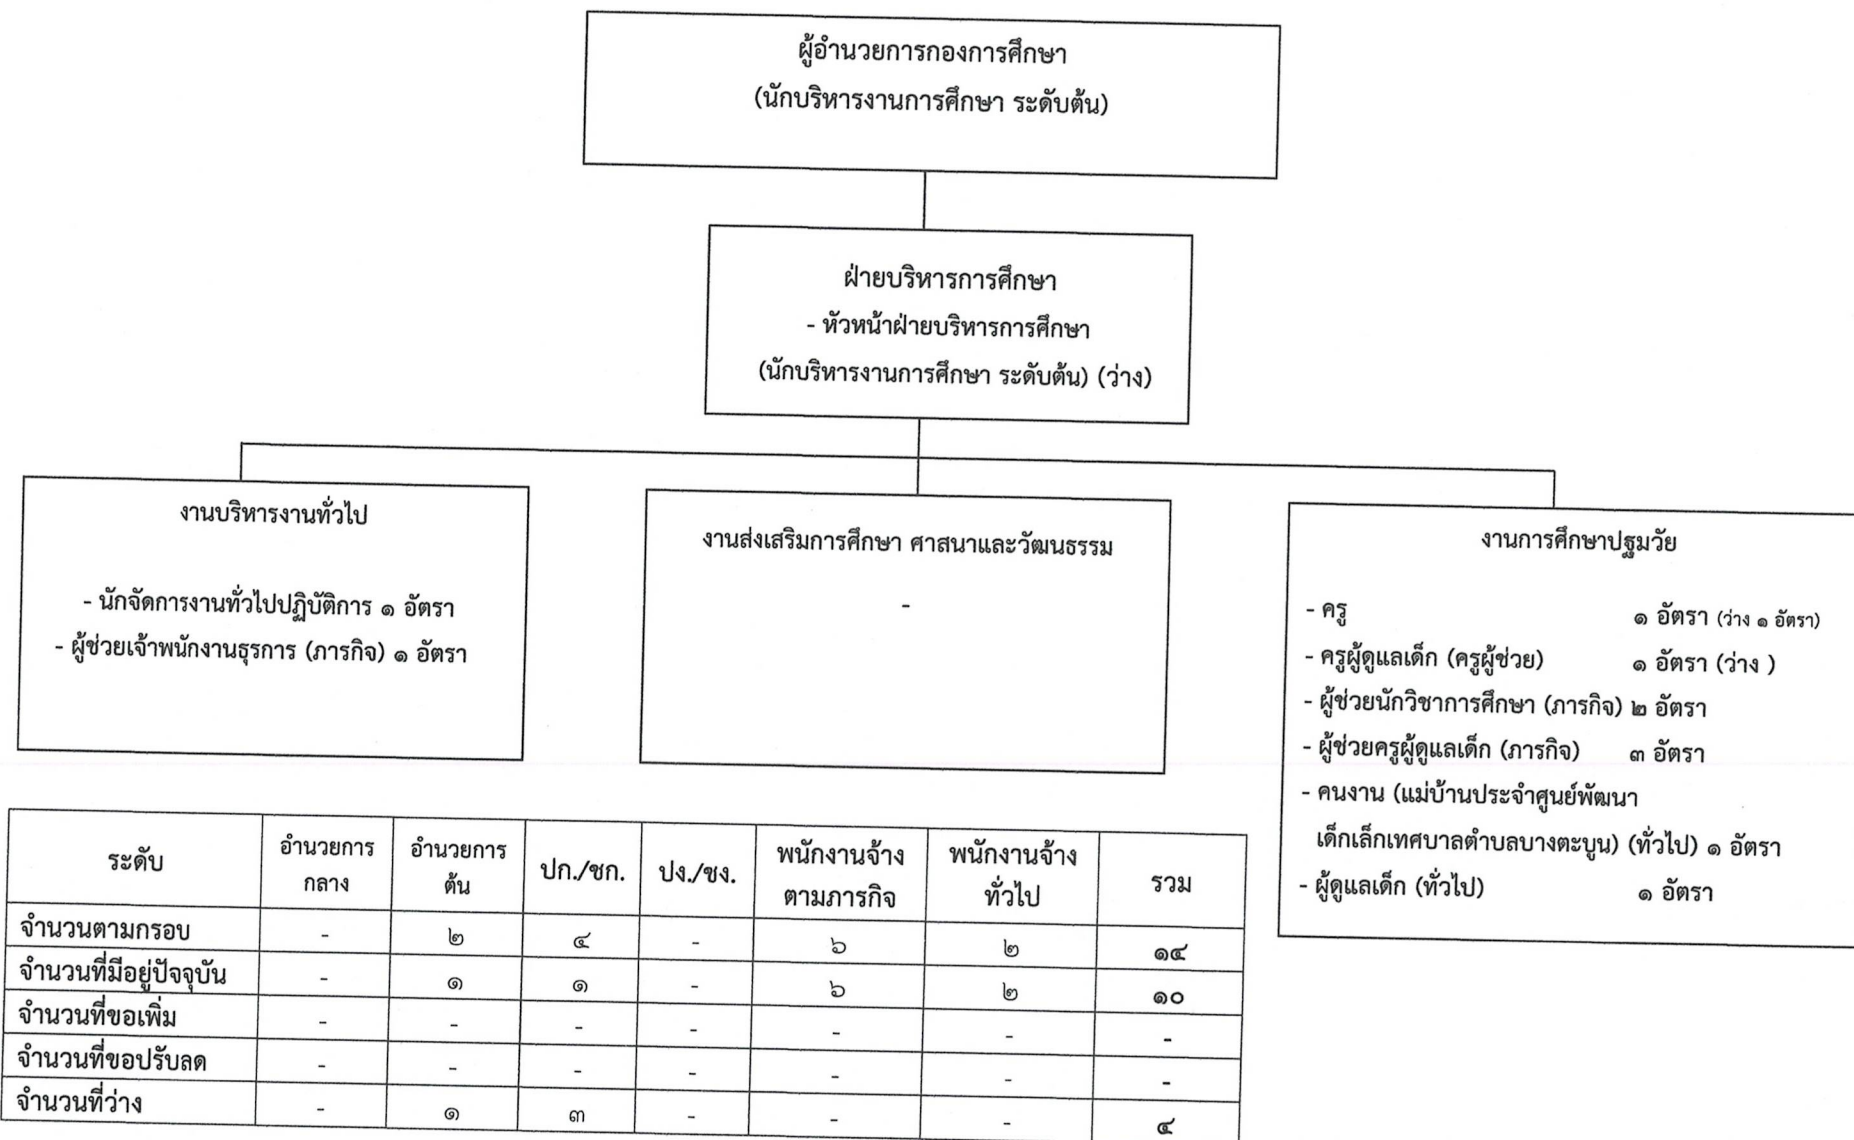 ผู้อำนวยการกองการศึกษา
(นักบริหารงานการศึกษา ระดับต้น)
ฝ่ายบริหารการศึกษา
- หัวหน้าฝ่ายบริหารการศึกษา
(นักบริหารงานการศึกษา ระดับต้น) (ว่าง)
งานบริหารงานทั่วไป
- นักจัดการงานทั่วไปปฏิบัติการ ๑ อัตรา
- ผู้ช่วยเจ้าพนักงานธุรการ (ภารกิจ) ๑ อัตรา
งานส่งเสริมการศึกษา ศาสนาและวัฒนธรรม
-
งานการศึกษาปฐมวัย
- ครู ๑ อัตรา (ว่าง ๑ อัตรา)
- ครูผู้ดูแลเด็ก (ครูผู้ช่วย) ๑ อัตรา (ว่าง )
- ผู้ช่วยนักวิชาการศึกษา (ภารกิจ) ๒ อัตรา
- ผู้ช่วยครูผู้ดูแลเด็ก (ภารกิจ) ๓ อัตรา
- คนงาน (แม่บ้านประจำศูนย์พัฒนา
เด็กเล็กเทศบาลตำบลบางตะบูน) (ทั่วไป) ๑ อัตรา
- ผู้ดูแลเด็ก (ทั่วไป) ๑ อัตรา
ระดับ อำนวยการกลาง อำนวยการต้น ปก./ชก. ปง./ชง. พนักงานจ้างตามภารกิจ พนักงานจ้างทั่วไป รวม
จำนวนตามกรอบ - ๒ ๔ - ๖ ๒ ๑๔
จำนวนที่มีอยู่ปัจจุบัน - ๑ ๑ - ๖ ๒ ๑๐
จำนวนที่ขอเพิ่ม - - - - - - -
จำนวนที่ขอปรับลด - - - - - - -
จำนวนที่ว่าง - ๑ ๓ - - - ๔